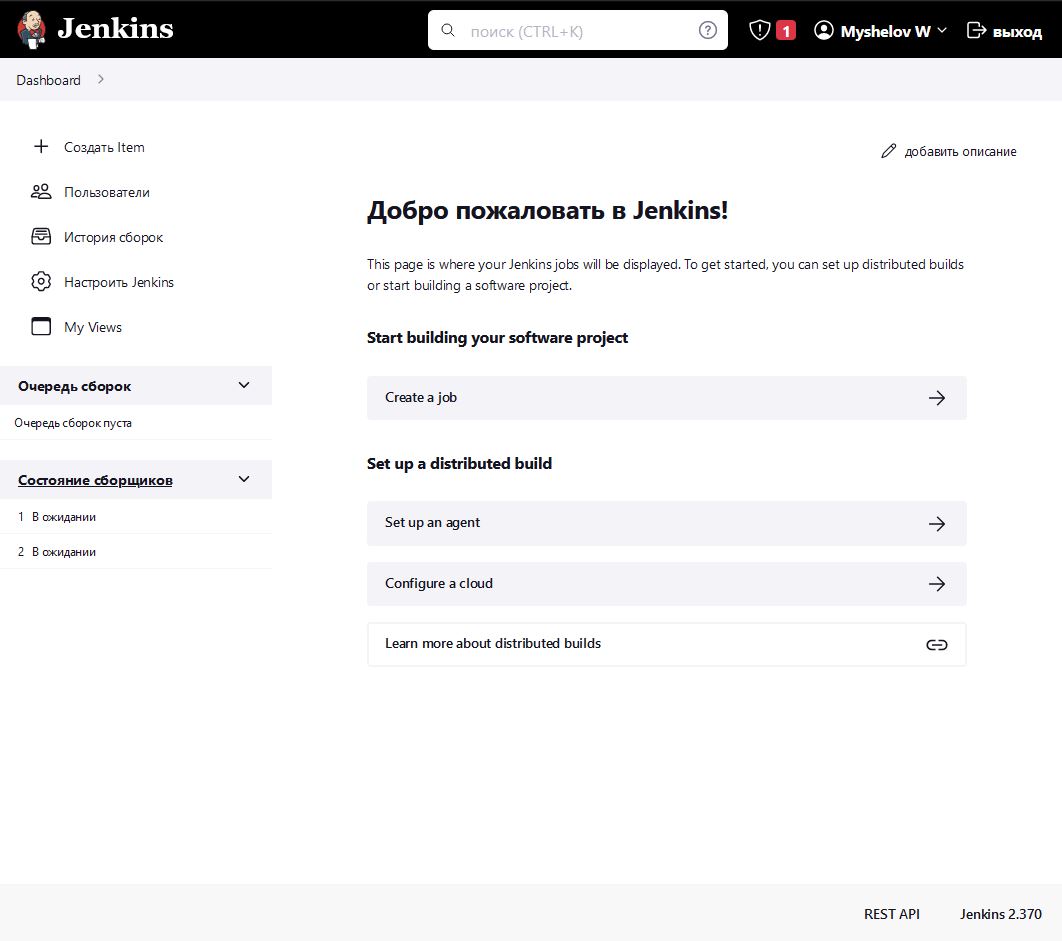 Jenkins
поиск (CTRL+K)
1
Myshelov W
выход
Dashboard
Создать Item
Пользователи
История сборок
Настроить Jenkins
My Views
Очередь сборок
Очередь сборок пуста
Состояние сборщиков
1 В ожидании
2 В ожидании
добавить описание
Добро пожаловать в Jenkins!
This page is where your Jenkins jobs will be displayed. To get started, you can set up distributed builds
or start building a software project.
Start building your software project
Create a job
Set up a distributed build
Set up an agent
Configure a cloud
Learn more about distributed builds
REST API
Jenkins 2.370